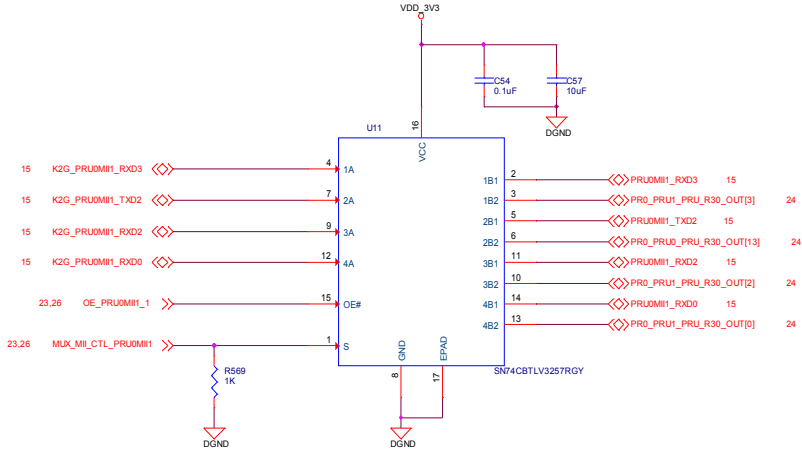 VDD_3V3
C54
0.1uF
C57
10uF
DGND
U11
16
VCC
15 K2G_PRU0MII1_RXD3 4 1A
15 K2G_PRU0MII1_TXD2 7 2A
15 K2G_PRU0MII1_RXD2 9 3A
15 K2G_PRU0MII1_RXD0 12 4A
23,26 OE_PRU0MII1_1 15 OE#
23,26 MUX_MII_CTL_PRU0MII1 1 S
1B1 2 PRU0MII1_RXD3 15
1B2 3 PR0_PRU1_PRU_R30_OUT[3] 24
2B1 5 PRU0MII1_TXD2 15
2B2 6 PR0_PRU0_PRU_R30_OUT[13] 24
3B1 11 PRU0MII1_RXD2 15
3B2 10 PR0_PRU1_PRU_R30_OUT[2] 24
4B1 14 PRU0MII1_RXD0 15
4B2 13 PR0_PRU1_PRU_R30_OUT[0] 24
GND
EPAD
8
17
SN74CBTLV3257RGY
R569
1K
DGND
DGND